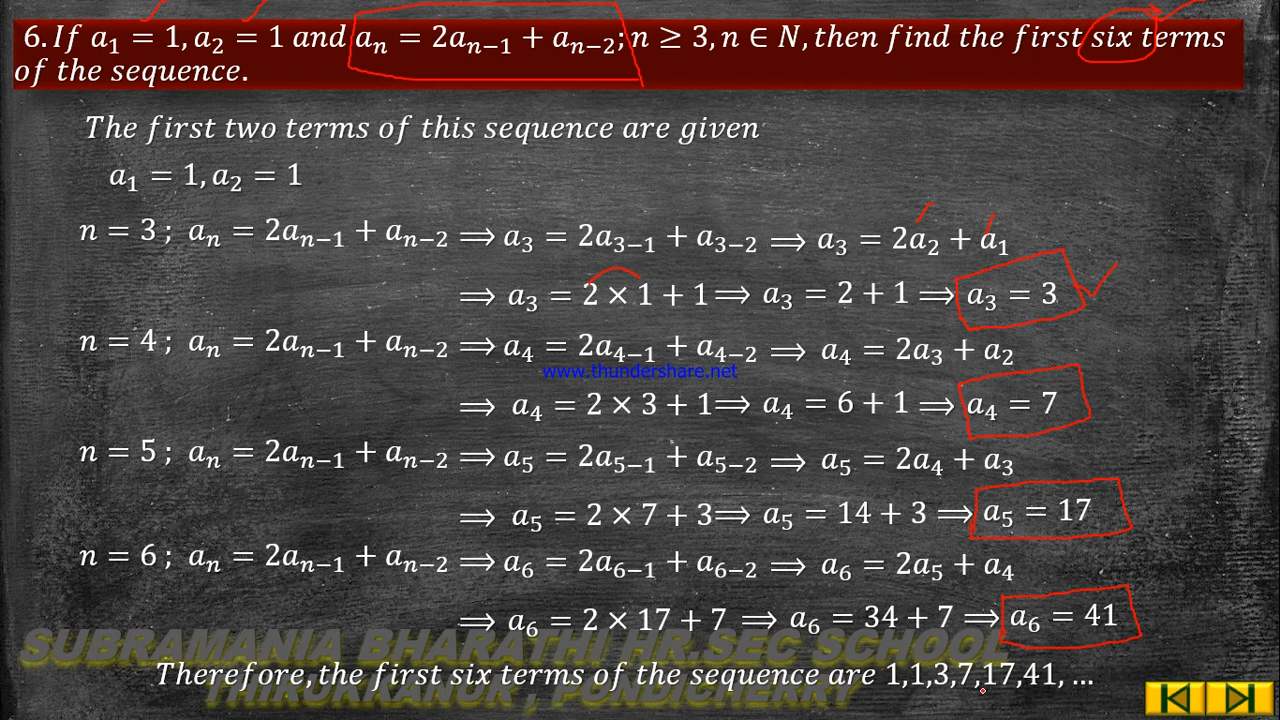 6. If a₁ = 1, a₂ = 1 and aₙ = 2aₙ₋₁ + aₙ₋₂; n ≥ 3, n ∈ N, then find the first six terms
of the sequence.
The first two terms of this sequence are given
a₁ = 1, a₂ = 1
n = 3 ; aₙ = 2aₙ₋₁ + aₙ₋₂ ⟹ a₃ = 2a₃₋₁ + a₃₋₂ ⟹ a₃ = 2a₂ + a₁
⟹ a₃ = 2 × 1 + 1 ⟹ a₃ = 2 + 1 ⟹ a₃ = 3
n = 4 ; aₙ = 2aₙ₋₁ + aₙ₋₂ ⟹ a₄ = 2a₄₋₁ + a₄₋₂ ⟹ a₄ = 2a₃ + a₂
www.thundershare.net
⟹ a₄ = 2 × 3 + 1 ⟹ a₄ = 6 + 1 ⟹ a₄ = 7
n = 5 ; aₙ = 2aₙ₋₁ + aₙ₋₂ ⟹ a₅ = 2a₅₋₁ + a₅₋₂ ⟹ a₅ = 2a₄ + a₃
⟹ a₅ = 2 × 7 + 3 ⟹ a₅ = 14 + 3 ⟹ a₅ = 17
n = 6 ; aₙ = 2aₙ₋₁ + aₙ₋₂ ⟹ a₆ = 2a₆₋₁ + a₆₋₂ ⟹ a₆ = 2a₅ + a₄
⟹ a₆ = 2 × 17 + 7 ⟹ a₆ = 34 + 7 ⟹ a₆ = 41
SUBRAMANIA BHARATHI HR.SEC SCHOOL
Therefore, the first six terms of the sequence are 1,1,3,7,17,41, ...
THIRUKKANUR , PONDICHERRY